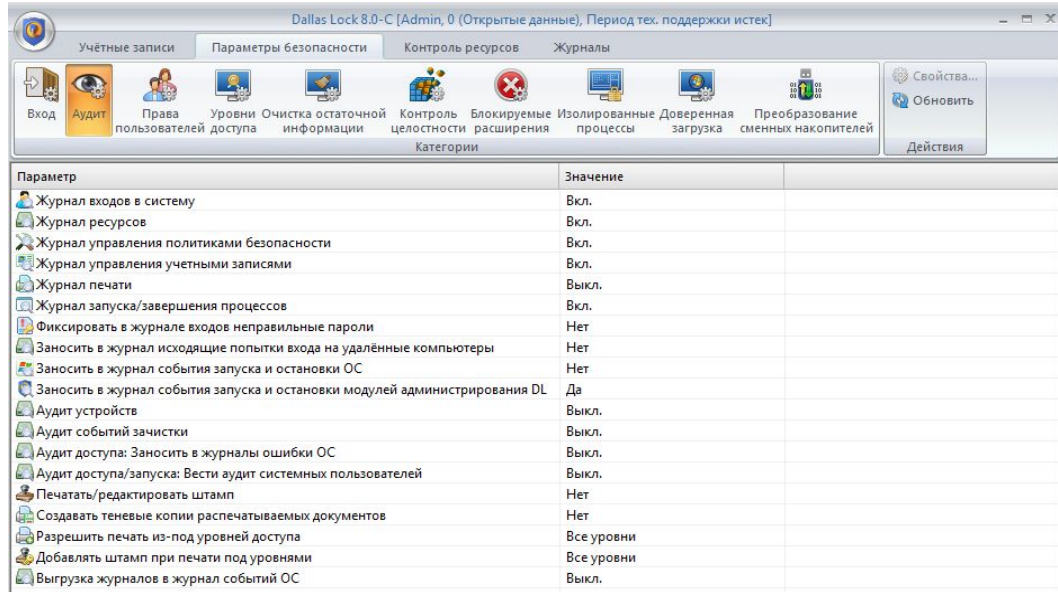 Dallas Lock 8.0-C [Admin, 0 (Открытые данные), Период тех. поддержки истек]
Учётные записи Параметры безопасности Контроль ресурсов Журналы
Вход
Аудит
Права пользователей
Уровни доступа
Очистка остаточной информации
Контроль целостности
Блокируемые расширения
Изолированные процессы
Доверенная загрузка
Преобразование сменных накопителей
Категории
Свойства...
Обновить
Действия
Параметр Значение
Журнал входов в систему Вкл.
Журнал ресурсов Вкл.
Журнал управления политиками безопасности Вкл.
Журнал управления учетными записями Вкл.
Журнал печати Выкл.
Журнал запуска/завершения процессов Вкл.
Фиксировать в журнале входов неправильные пароли Нет
Заносить в журнал исходящие попытки входа на удалённые компьютеры Нет
Заносить в журнал события запуска и остановки ОС Нет
Заносить в журнал события запуска и остановки модулей администрирования DL Да
Аудит устройств Выкл.
Аудит событий зачистки Выкл.
Аудит доступа: Заносить в журналы ошибки ОС Выкл.
Аудит доступа/запуска: Вести аудит системных пользователей Выкл.
Печатать/редактировать штамп Нет
Создавать теневые копии распечатываемых документов Нет
Разрешить печать из-под уровней доступа Все уровни
Добавлять штамп при печати под уровнями Все уровни
Выгрузка журналов в журнал событий ОС Выкл.